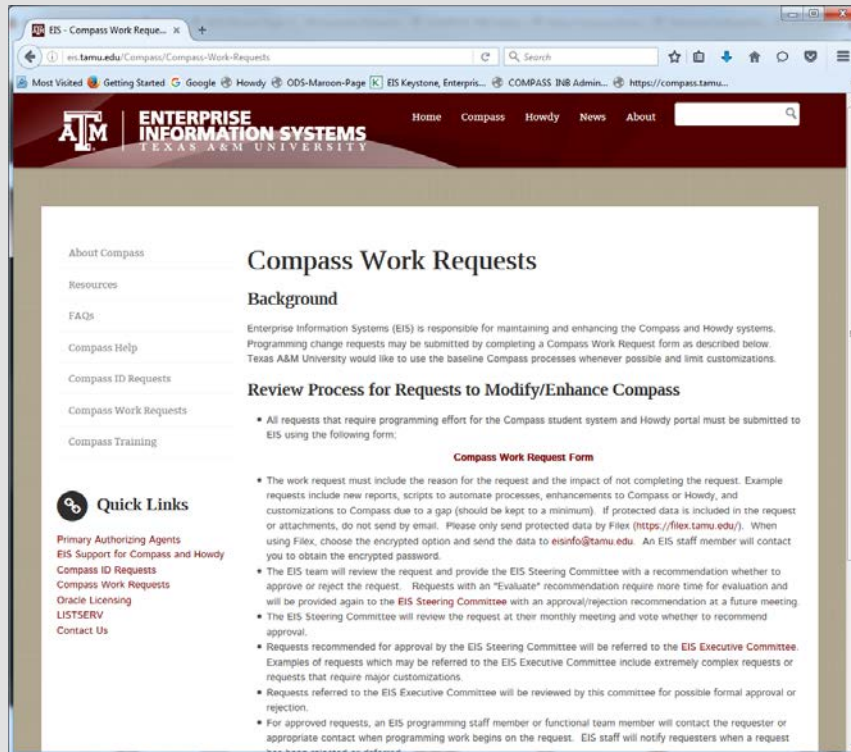 EIS - Compass Work Reque... × +
eis.tamu.edu/Compass/Compass-Work-Requests
Search
Most Visited Getting Started Google Howdy ODS-Maroon-Page EIS Keystone, Enterpris... COMPASS INB Admin... https://compass.tamu...
ĀM ENTERPRISE
INFORMATION SYSTEMS
TEXAS A&M UNIVERSITY
Home Compass Howdy News About
About Compass
Resources
FAQs
Compass Help
Compass ID Requests
Compass Work Requests
Compass Training
Quick Links
Primary Authorizing Agents
EIS Support for Compass and Howdy
Compass ID Requests
Compass Work Requests
Oracle Licensing
LISTSERV
Contact Us
Compass Work Requests
Background
Enterprise Information Systems (EIS) is responsible for maintaining and enhancing the Compass and Howdy systems.
Programming change requests may be submitted by completing a Compass Work Request form as described below.
Texas A&M University would like to use the baseline Compass processes whenever possible and limit customizations.
Review Process for Requests to Modify/Enhance Compass
• All requests that require programming effort for the Compass student system and Howdy portal must be submitted to
EIS using the following form:
Compass Work Request Form
• The work request must include the reason for the request and the impact of not completing the request. Example
requests include new reports, scripts to automate processes, enhancements to Compass or Howdy, and
customizations to Compass due to a gap (should be kept to a minimum). If protected data is included in the request
or attachments, do not send by email. Please only send protected data by Filex (https://filex.tamu.edu/). When
using Filex, choose the encrypted option and send the data to eisinfo@tamu.edu. An EIS staff member will contact
you to obtain the encrypted password.
• The EIS team will review the request and provide the EIS Steering Committee with a recommendation whether to
approve or reject the request. Requests with an "Evaluate" recommendation require more time for evaluation and
will be provided again to the EIS Steering Committee with an approval/rejection recommendation at a future meeting.
• The EIS Steering Committee will review the request at their monthly meeting and vote whether to recommend
approval.
• Requests recommended for approval by the EIS Steering Committee will be referred to the EIS Executive Committee.
Examples of requests which may be referred to the EIS Executive Committee include extremely complex requests or
requests that require major customizations.
• Requests referred to the EIS Executive Committee will be reviewed by this committee for possible formal approval or
rejection.
• For approved requests, an EIS programming staff member or functional team member will contact the requester or
appropriate contact when programming work begins on the request. EIS staff will notify requesters when a request